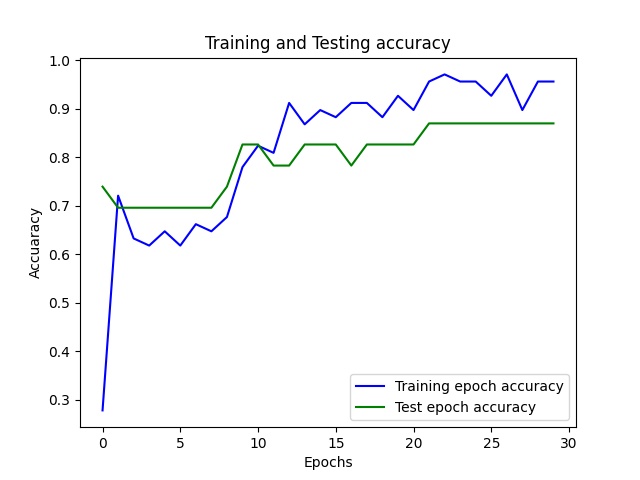 Training and Testing accuracy
1.0
0.9
0.8
0.7
0.6
0.5
0.4
0.3
Accuaracy
Training epoch accuracy
Test epoch accuracy
0 5 10 15 20 25 30
Epochs